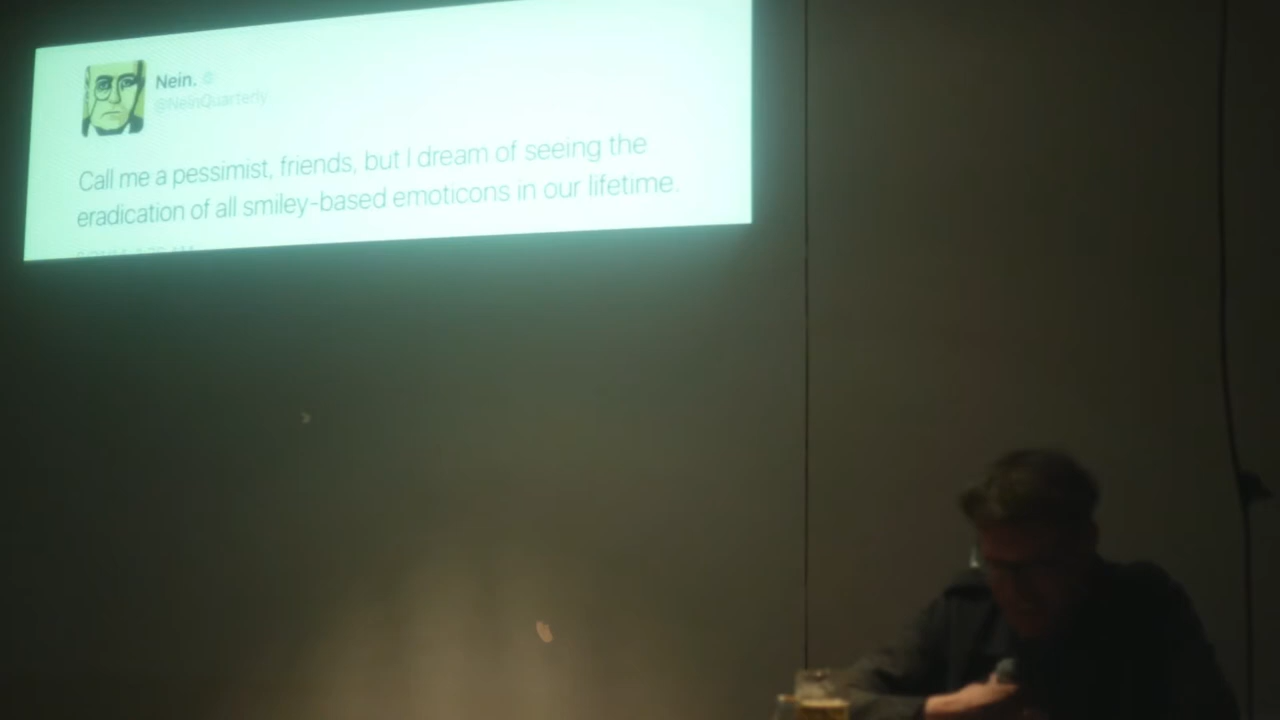 Nein.
@NeinQuarterly
Call me a pessimist, friends, but I dream of seeing the
eradication of all smiley-based emoticons in our lifetime.